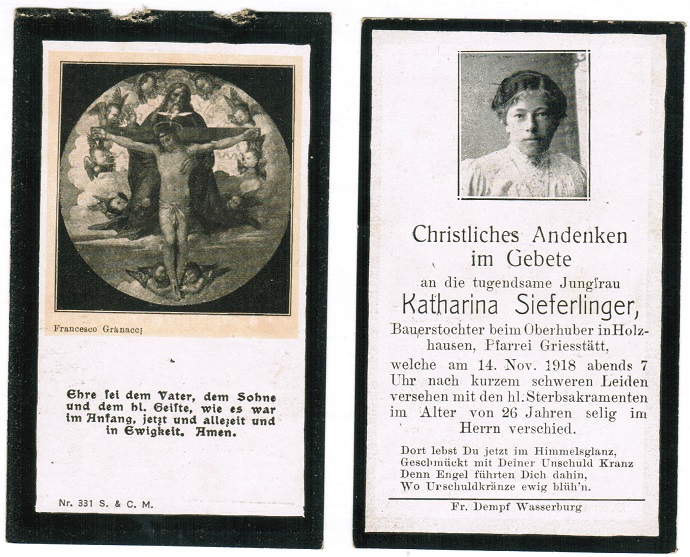 Francesco Granacci
Ehre sei dem Vater, dem Sohne
und dem hl. Geiste, wie es war
im Anfang, jetzt und allezeit und
in Ewigkeit. Amen.
Nr. 331 S. & C. M.
Christliches Andenken
im Gebete
an die tugendsame Jungfrau
Katharina Sieferlinger,
Bauerstochter beim Oberhuber in Holz-
hausen, Pfarrei Griesstätt,
welche am 14. Nov. 1918 abends 7
Uhr nach kurzem schweren Leiden
versehen mit den hl. Sterbsakramenten
im Alter von 26 Jahren selig im
Herrn verschied.
Dort lebst Du jetzt im Himmelsglanz,
Geschmückt mit Deiner Unschuld Kranz
Denn Engel führten Dich dahin,
Wo Urschuldkränze ewig blüh'n.
Fr. Dempf Wasserburg